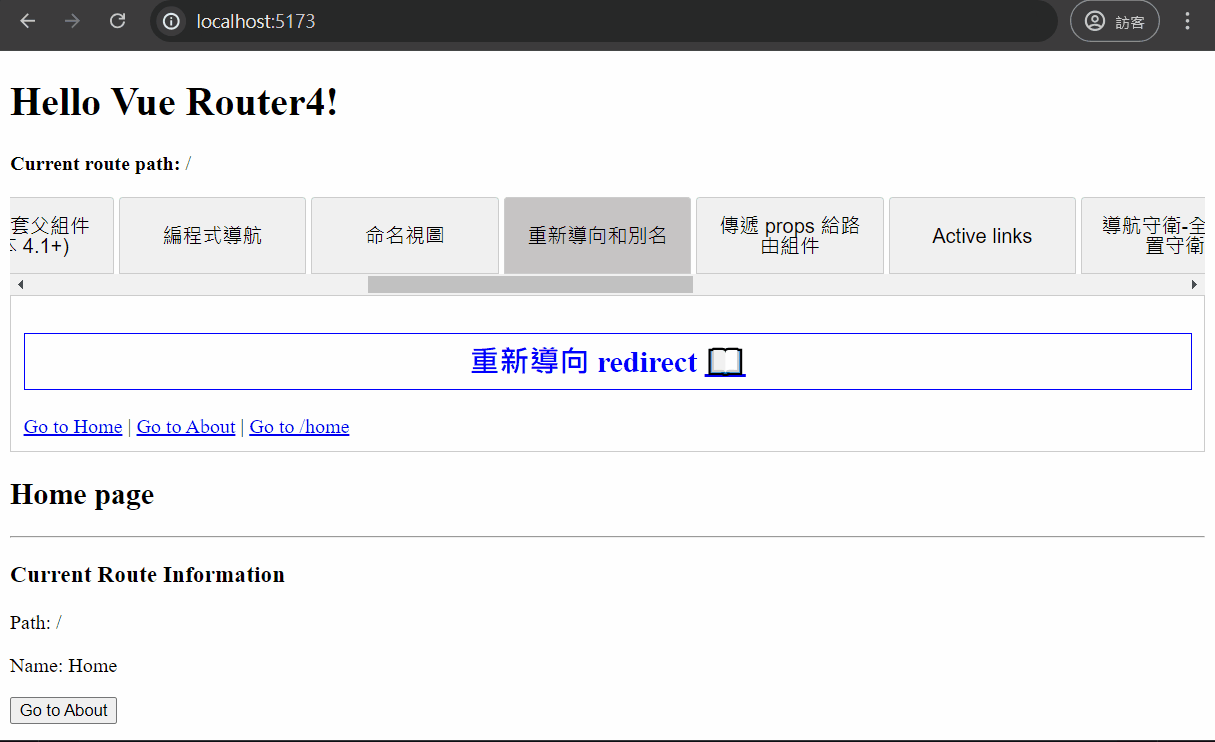 localhost:5173
訪客
Hello Vue Router4!
Current route path: /
套父組件
4.1+)
編程式導航
命名視圖
重新導向和別名
傳遞 props 給路
由組件
Active links
導航守衛-全
置守衛
重新導向 redirect 📖
Go to Home | Go to About | Go to /home
Home page
Current Route Information
Path: /
Name: Home
Go to About